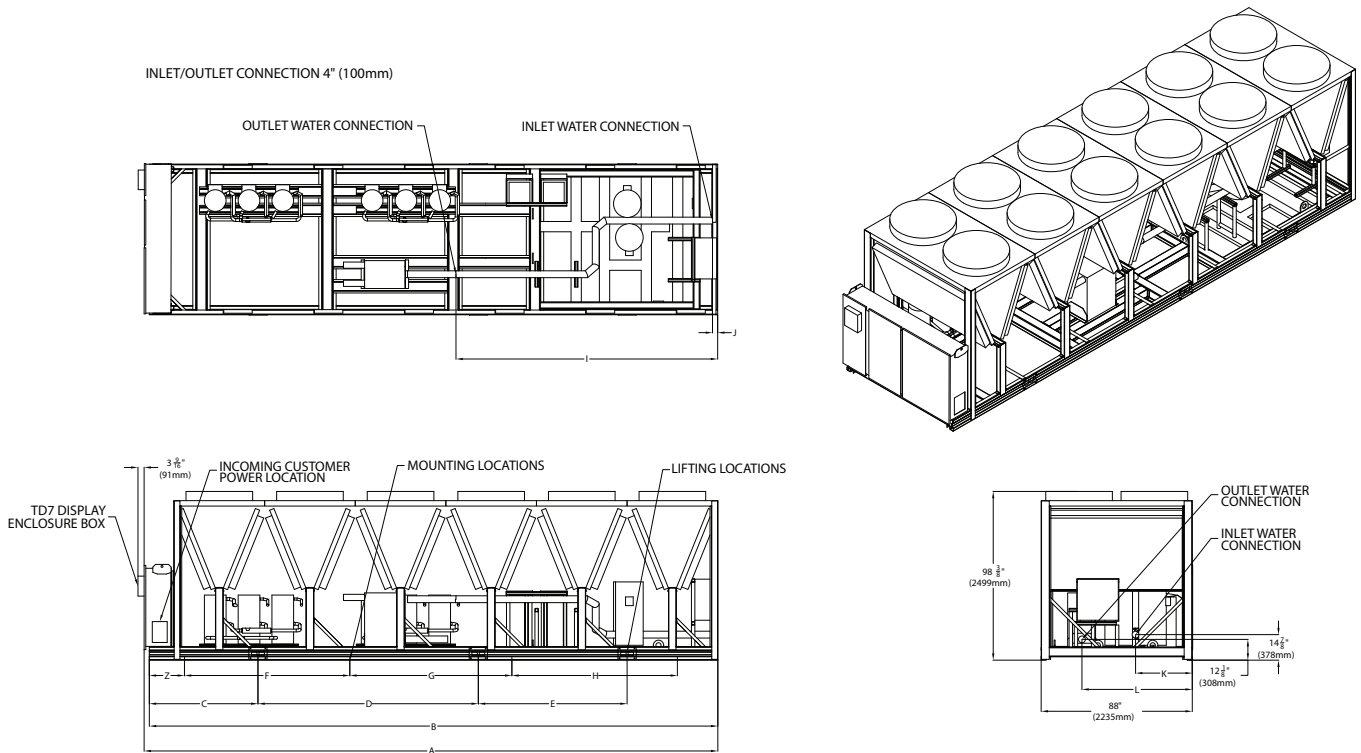 INLET/OUTLET CONNECTION 4" (100mm)
OUTLET WATER CONNECTION
INLET WATER CONNECTION
J
I
3 9/16"
(91mm)
INCOMING CUSTOMER
POWER LOCATION
MOUNTING LOCATIONS
LIFTING LOCATIONS
TD7 DISPLAY
ENCLOSURE BOX
Z
F
G
H
C
D
E
B
A
OUTLET WATER
CONNECTION
INLET WATER
CONNECTION
98 3/8"
(2499mm)
14 7/8"
(378mm)
12 1/8"
(308mm)
K
L
88"
(2235mm)